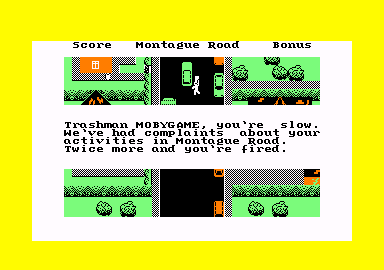 Score Montague Road Bonus
Trashman MOBYGAME, you're slow.
We've had complaints about your
activities in Montague Road.
Twice more and you're fired.